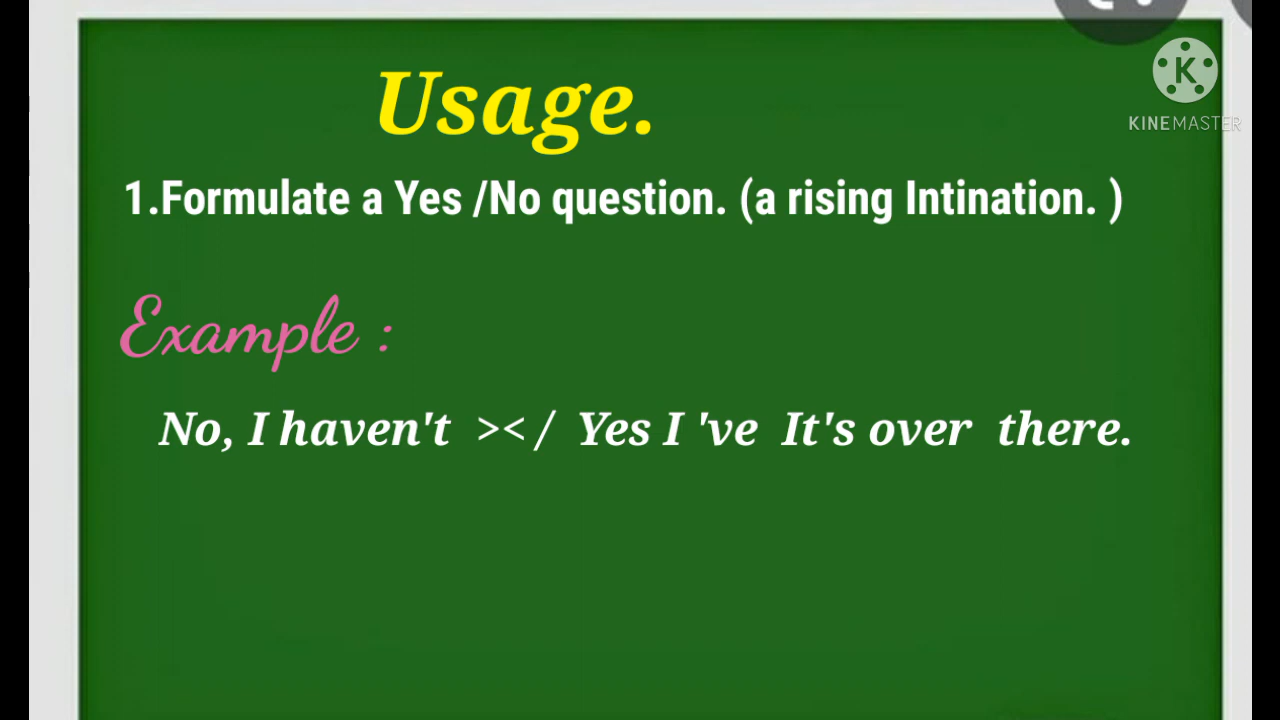 Usage.
K
KINEMASTER
1.Formulate a Yes /No question. (a rising Intination. )
Example :
No, I haven't >< / Yes I 've It's over there.